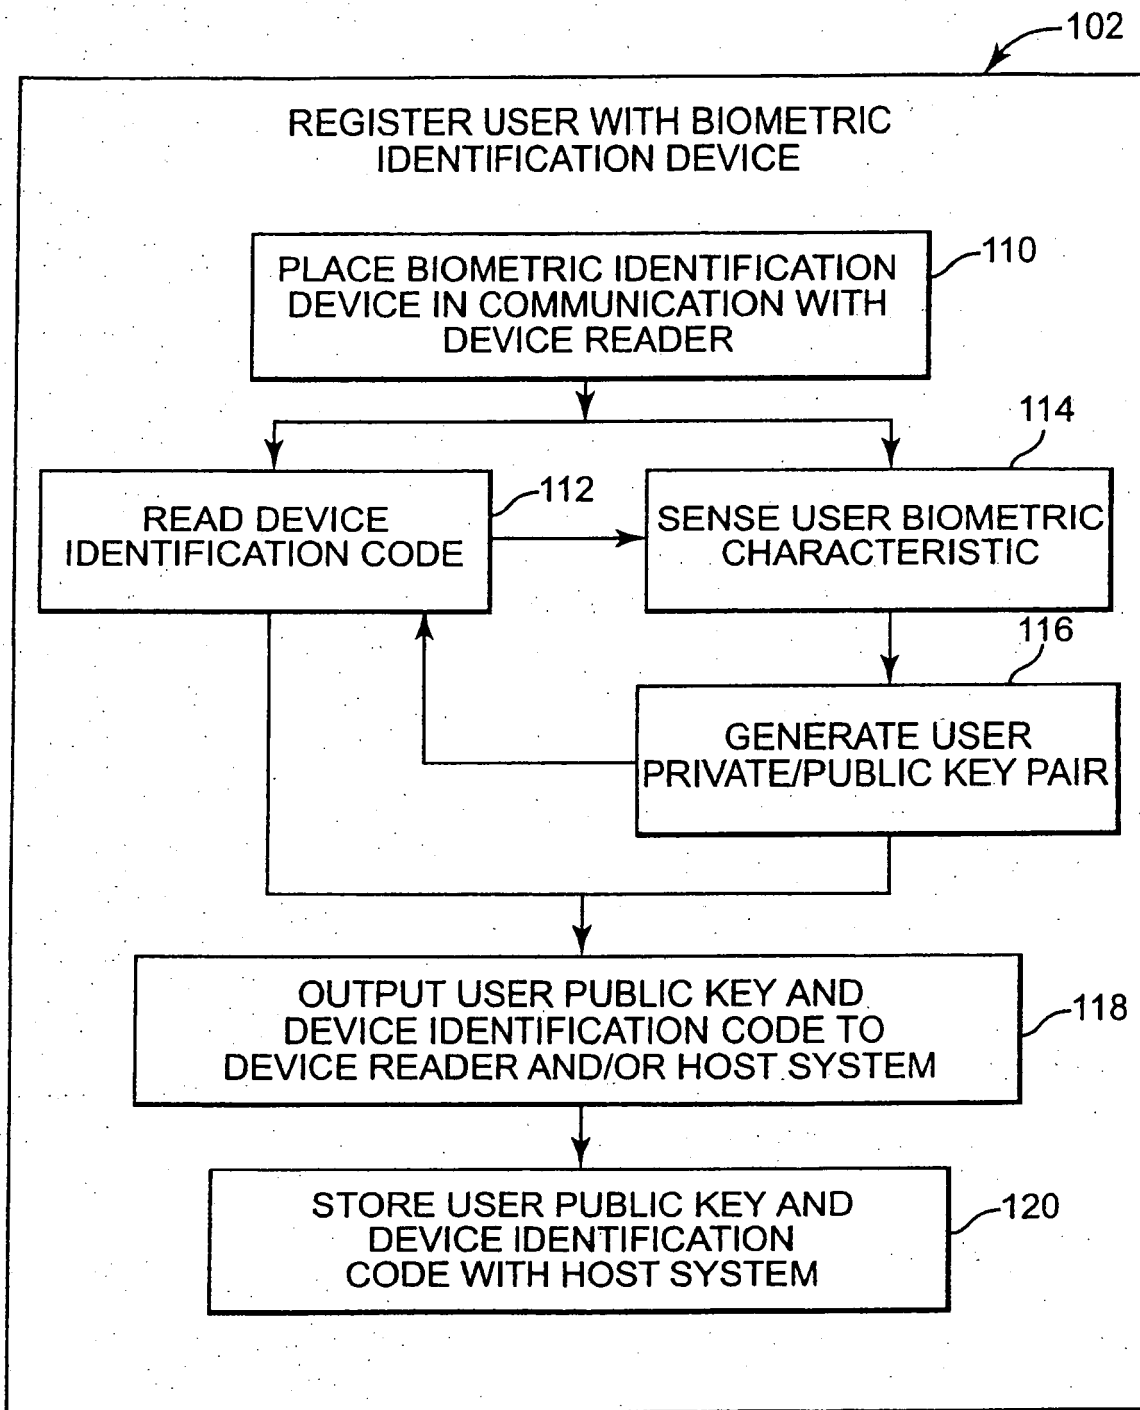 102
REGISTER USER WITH BIOMETRIC
IDENTIFICATION DEVICE
PLACE BIOMETRIC IDENTIFICATION
DEVICE IN COMMUNICATION WITH
DEVICE READER
110
114
READ DEVICE
IDENTIFICATION CODE
112
SENSE USER BIOMETRIC
CHARACTERISTIC
116
GENERATE USER
PRIVATE/PUBLIC KEY PAIR
OUTPUT USER PUBLIC KEY AND
DEVICE IDENTIFICATION CODE TO
DEVICE READER AND/OR HOST SYSTEM
118
STORE USER PUBLIC KEY AND
DEVICE IDENTIFICATION
CODE WITH HOST SYSTEM
120